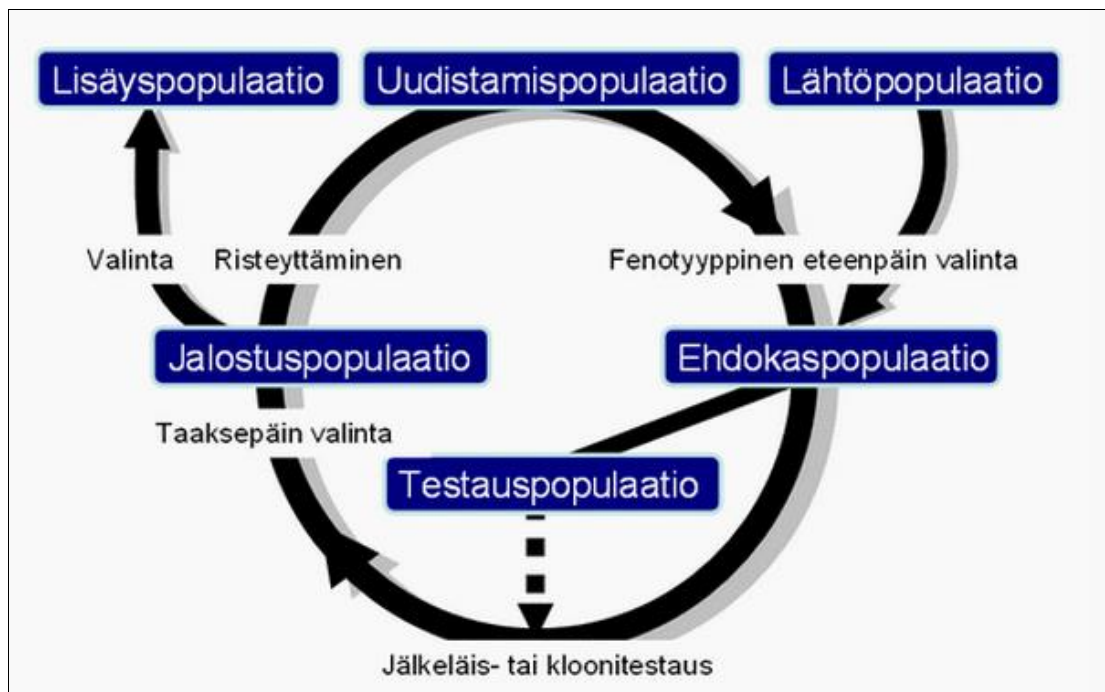 Lisäyspopulaatio
Uudistamispopulaatio
Lähtöpopulaatio
Valinta
Risteyttäminen
Fenotyyppinen eteenpäin valinta
Jalostuspopulaatio
Ehdokaspopulaatio
Taaksepäin valinta
Testauspopulaatio
Jälkeläis- tai kloonitestaus